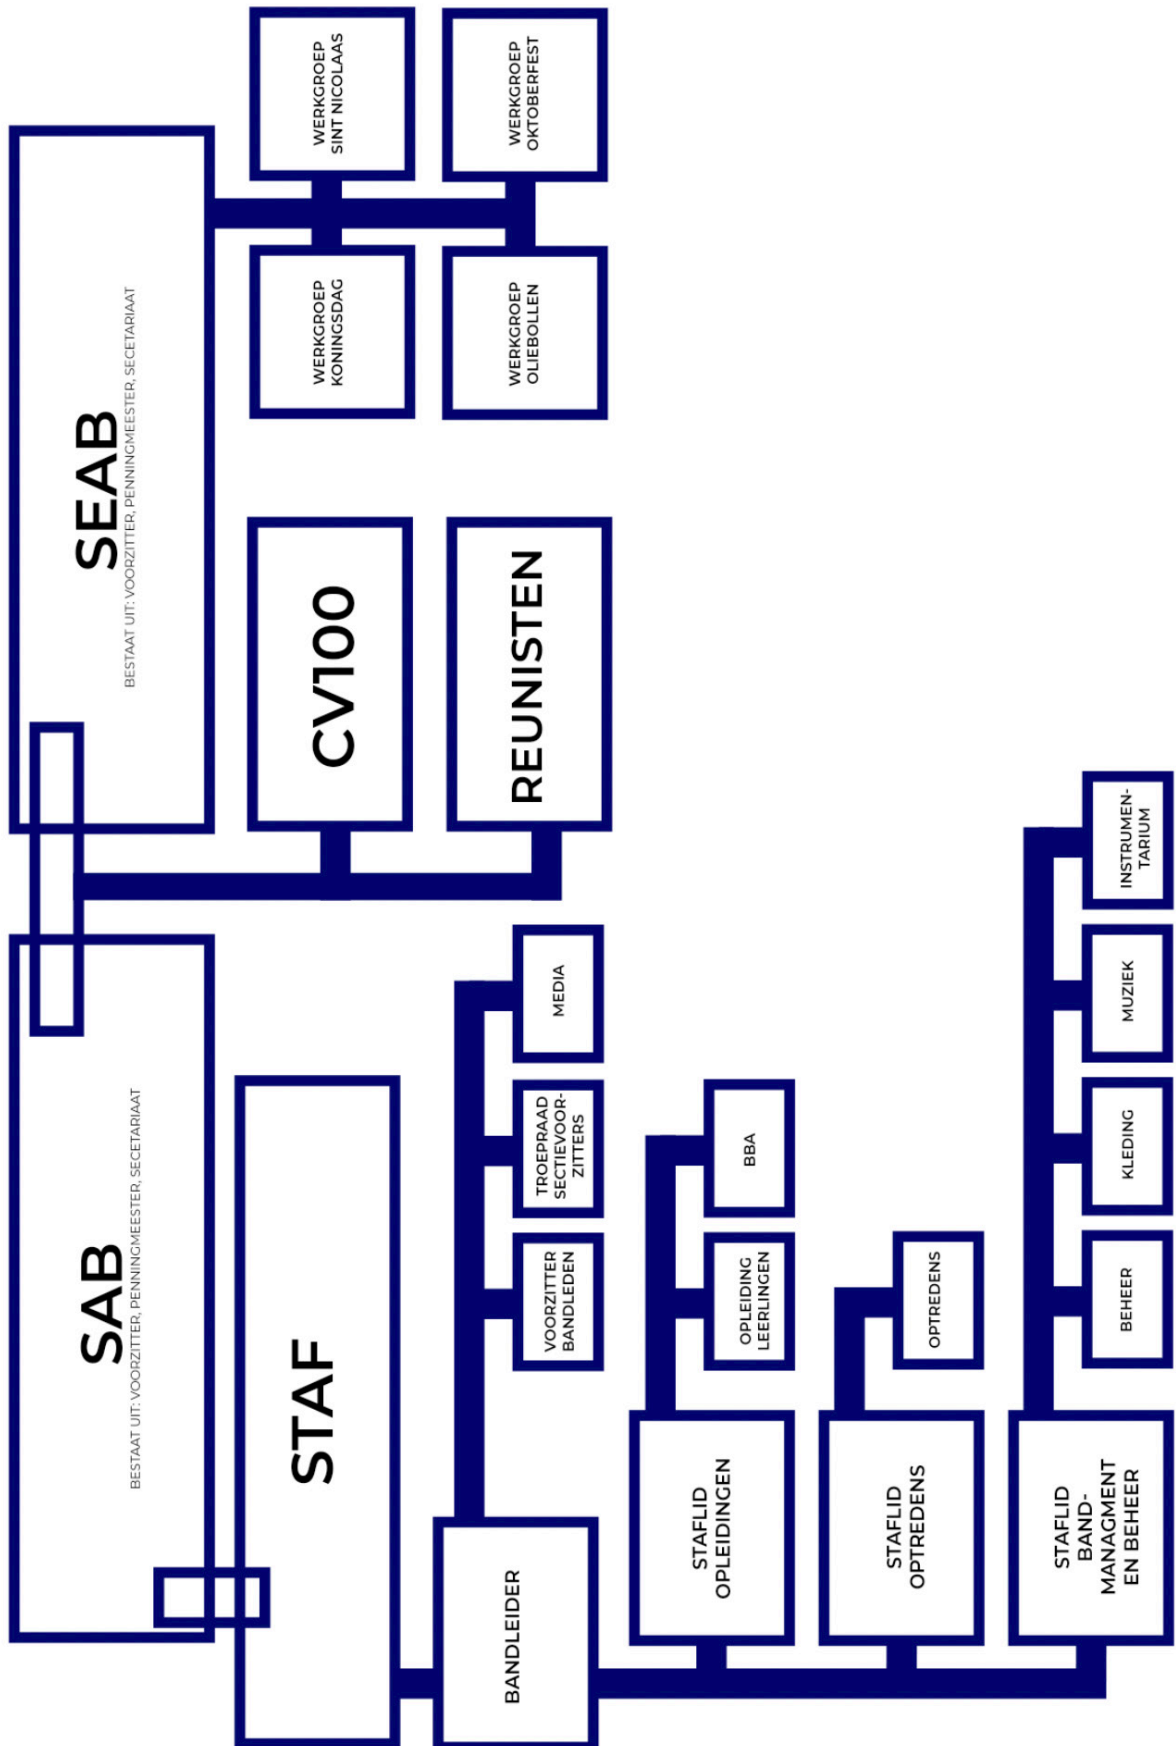 SAB
BESTAAT UIT: VOORZITTER, PENNINGMEESTER, SECETARIAAT
SEAB
BESTAAT UIT: VOORZITTER, PENNINGMEESTER, SECETARIAAT
STAF
CV100
REUNISTEN
WERKGROEP
KONINGSDAG
WERKGROEP
SINT NICOLAAS
WERKGROEP
OLIEBOLLEN
WERKGROEP
OKTOBERFEST
BANDLEIDER
VOORZITTER
BANDLEDEN
TROEPRAAD
SECTIEVOOR-
ZITTERS
MEDIA
STAFLID
OPLEIDINGEN
OPLEIDING
LEERLINGEN
BBA
STAFLID
OPTREDENS
OPTREDENS
STAFLID
BAND-
MANAGMENT
EN BEHEER
BEHEER
KLEDING
MUZIEK
INSTRUMEN-
TARIUM